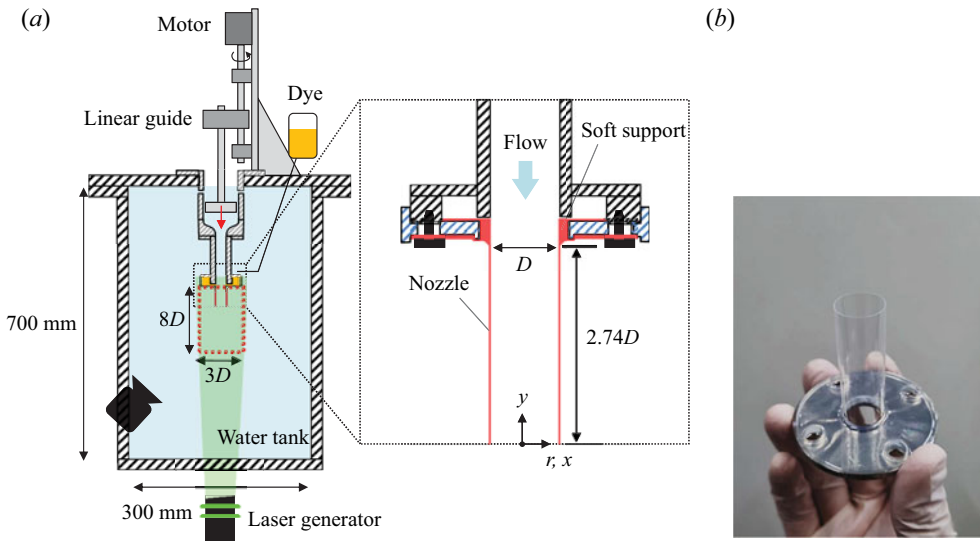 (a)
Motor
Linear guide
Dye
700 mm
8D
3D
Water tank
300 mm
Laser generator
Flow
Soft support
D
Nozzle
2.74D
y
r, x
(b)